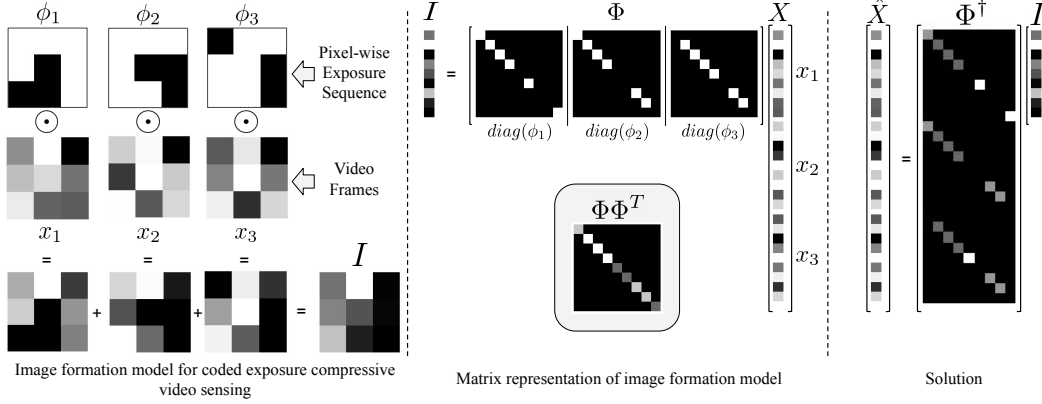 ϕ₁ ϕ₂ ϕ₃
Pixel-wise
Exposure
Sequence
Video
Frames
x₁ x₂ x₃
= = = I
+ + =
Image formation model for coded exposure compressive
video sensing
I Φ X
=
diag(ϕ₁) diag(ϕ₂) diag(ϕ₃)
x₁
x₂
x₃
ΦΦᵀ
Matrix representation of image formation model
X̂ Φ† I
=
Solution